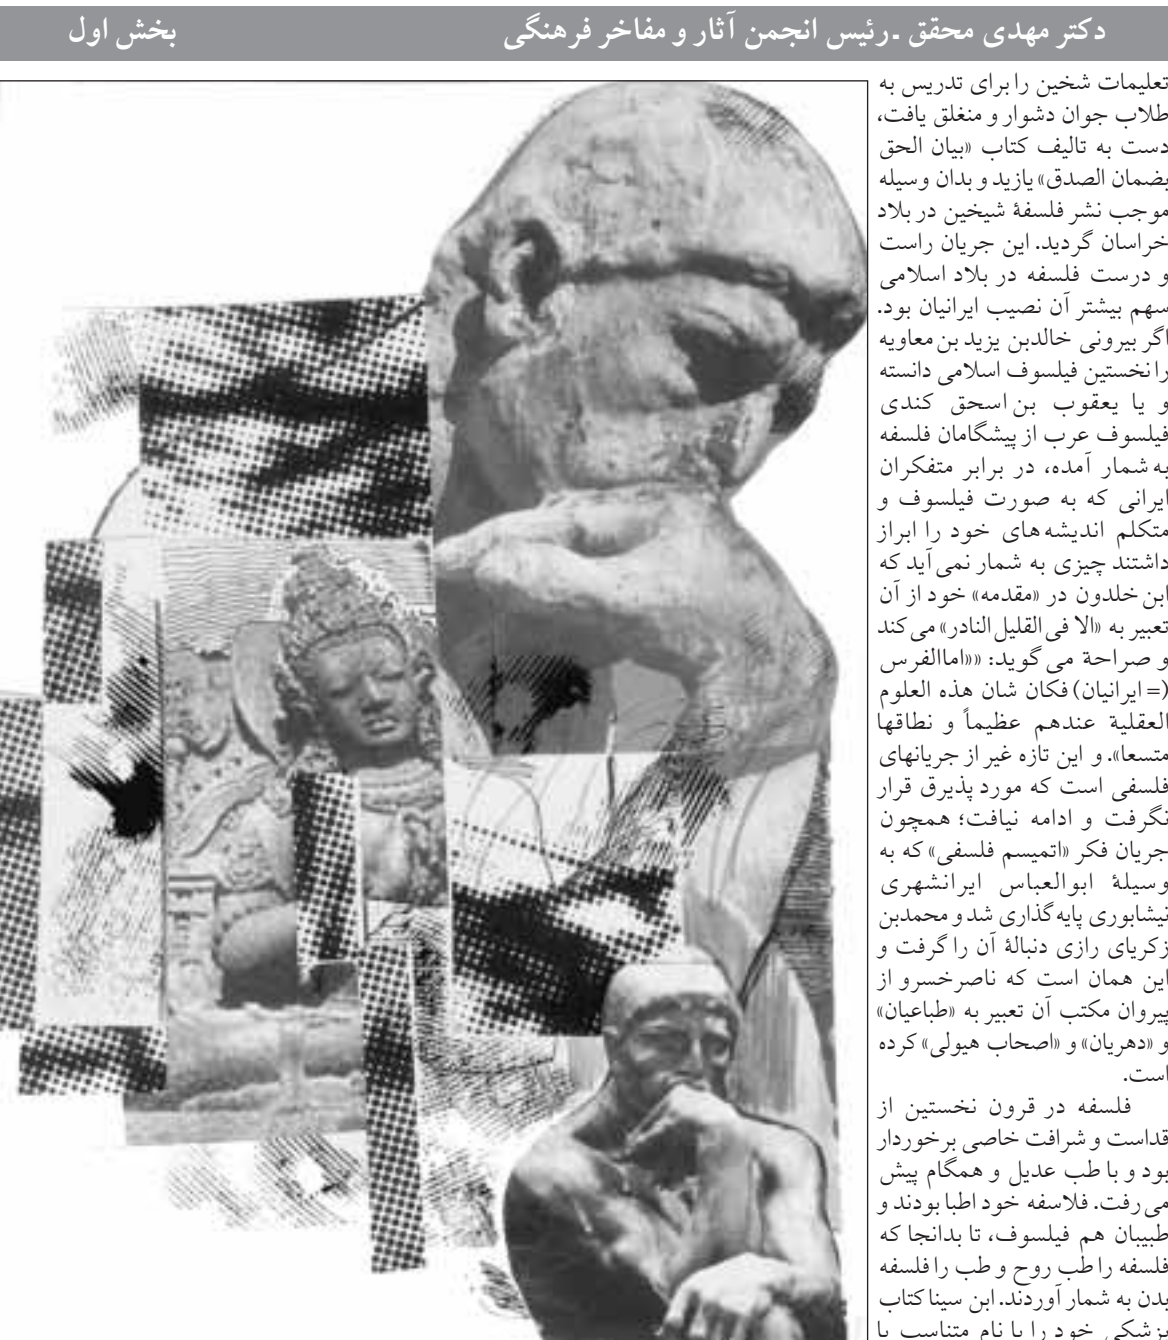 دکتر مهدی محقق ـ رئیس انجمن آثار و مفاخر فرهنگی
بخش اول
تعلیمات شخین را برای تدریس به
طلاب جوان دشوار و منغلق یافت،
دست به تالیف کتاب «بیان الحق
بضمان الصدق» یازید و بدان وسیله
موجب نشر فلسفهٔ شیخین در بلاد
خراسان گردید. این جریان راست
و درست فلسفه در بلاد اسلامی
سهم بیشتر آن نصیب ایرانیان بود.
اگر بیرونی خالدبن یزید بن معاویه
را نخستین فیلسوف اسلامی دانسته
و یا یعقوب بن اسحق کندی
فیلسوف عرب از پیشگامان فلسفه
به شمار آمده، در برابر متفکران
ایرانی که به صورت فیلسوف و
متکلم اندیشه های خود را ابراز
داشتند چیزی به شمار نمی آید که
ابن خلدون در «مقدمه» خود از آن
تعبیر به «الا فی القلیل النادر» می کند
و صراحة می گوید: ««اماالفرس
(= ایرانیان) فکان شان هذه العلوم
العقلیة عندهم عظیماً و نطاقها
متسعا». و این تازه غیر از جریانهای
فلسفی است که مورد پذیرق قرار
نگرفت و ادامه نیافت؛ همچون
جریان فکر «اتمیسم فلسفی» که به
وسیلهٔ ابوالعباس ایرانشهری
نیشابوری پایه گذاری شد و محمدبن
زکریای رازی دنبالهٔ آن را گرفت و
این همان است که ناصرخسرو از
پیروان مکتب آن تعبیر به «طباعیان»
و «دهریان» و «اصحاب هیولی» کرده
است.
فلسفه در قرون نخستین از
قداست و شرافت خاصی برخوردار
بود و با طب عدیل و همگام پیش
می رفت. فلاسفه خود اطبا بودند و
طبیبان هم فیلسوف، تا بدانجا که
فلسفه را طب روح و طب را فلسفه
بدن به شمار آوردند. ابن سینا کتاب
پزشکی خود را با نام متناسب با